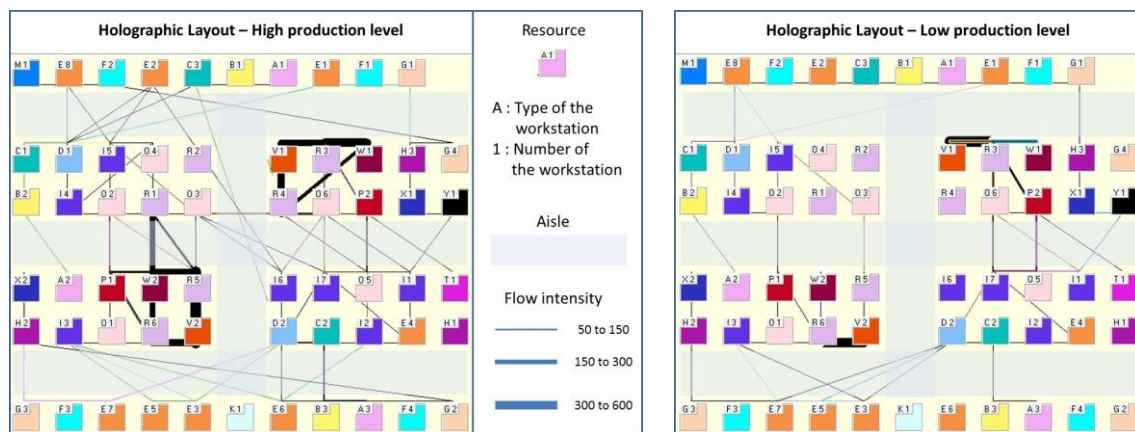 Holographic Layout – High production level
M1 E8 F2 E2 C3 B1 A1 E1 F1 G1
C1 D1 I5 O4 R2 V1 R3 W1 H3 G4
B2 I4 O2 R1 O3 R4 O6 P2 X1 Y1
X2 A2 P1 W2 R5 I6 I7 O5 I1 T1
H2 I3 O1 R6 V2 D2 C2 I2 E4 H1
G3 F3 E7 E5 E3 K1 E6 B3 A3 F4 G2
Resource
A1
A : Type of the
workstation
1 : Number of
the workstation
Aisle
Flow intensity
50 to 150
150 to 300
300 to 600
Holographic Layout – Low production level
M1 E8 F2 E2 C3 B1 A1 E1 F1 G1
C1 D1 I5 O4 R2 V1 R3 W1 H3 G4
B2 I4 O2 R1 O3 R4 O6 P2 X1 Y1
X2 A2 P1 W2 R5 I6 I7 O5 I1 T1
H2 I3 O1 R6 V2 D2 C2 I2 E4 H1
G3 F3 E7 E5 E3 K1 E6 B3 A3 F4 G2